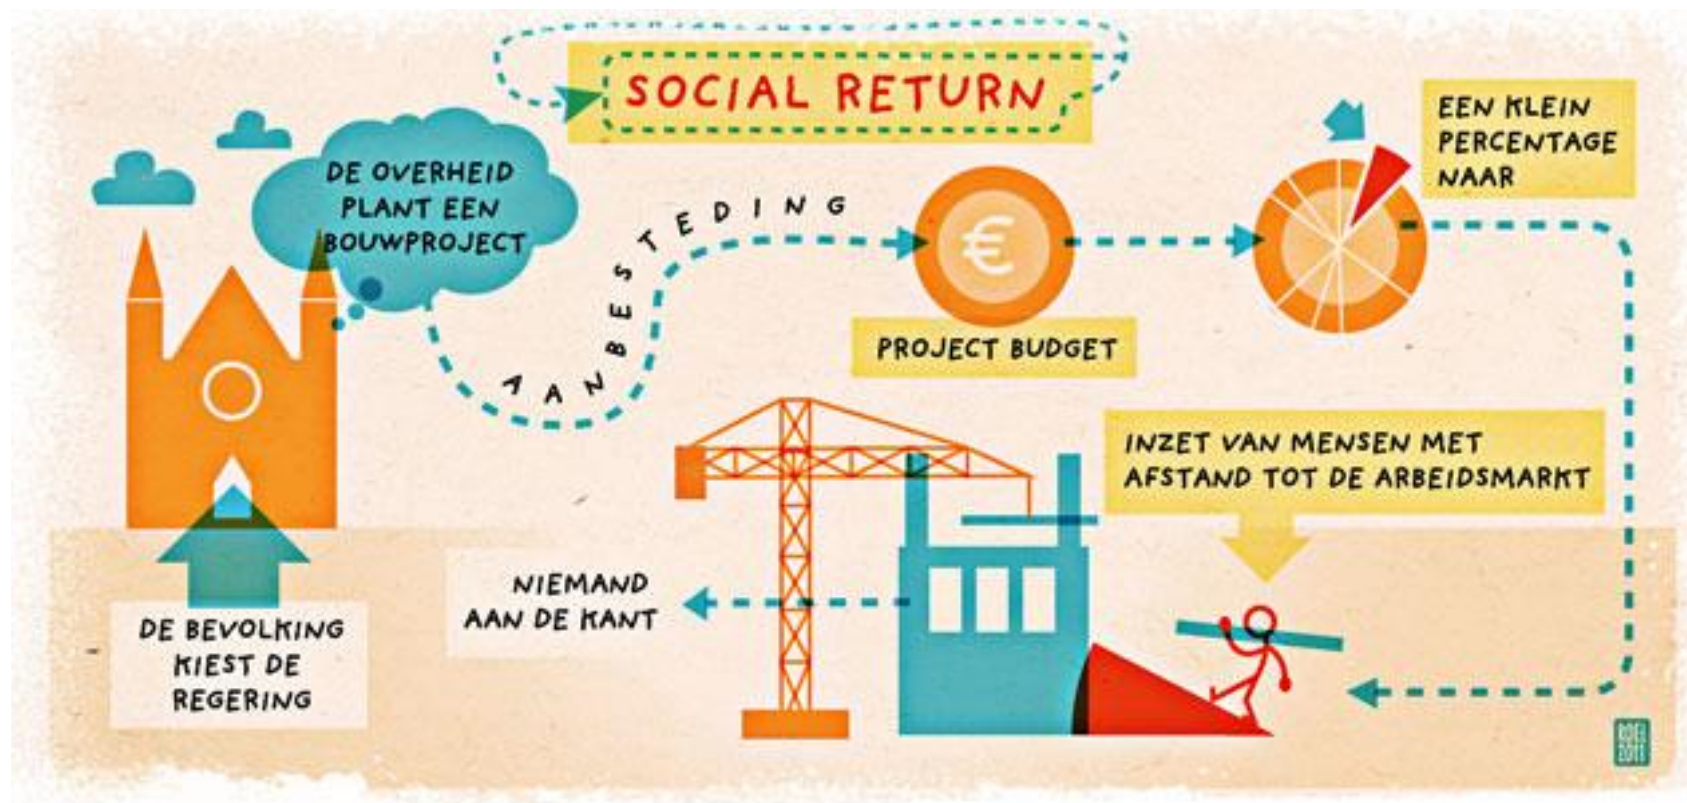 SOCIAL RETURN
DE OVERHEID
PLANT EEN
BOUWPROJECT
AANBESTEDING
€
PROJECT BUDGET
EEN KLEIN
PERCENTAGE
NAAR
INZET VAN MENSEN MET
AFSTAND TOT DE ARBEIDSMARKT
NIEMAND
AAN DE KANT
DE BEVOLKING
KIEST DE
REGERING